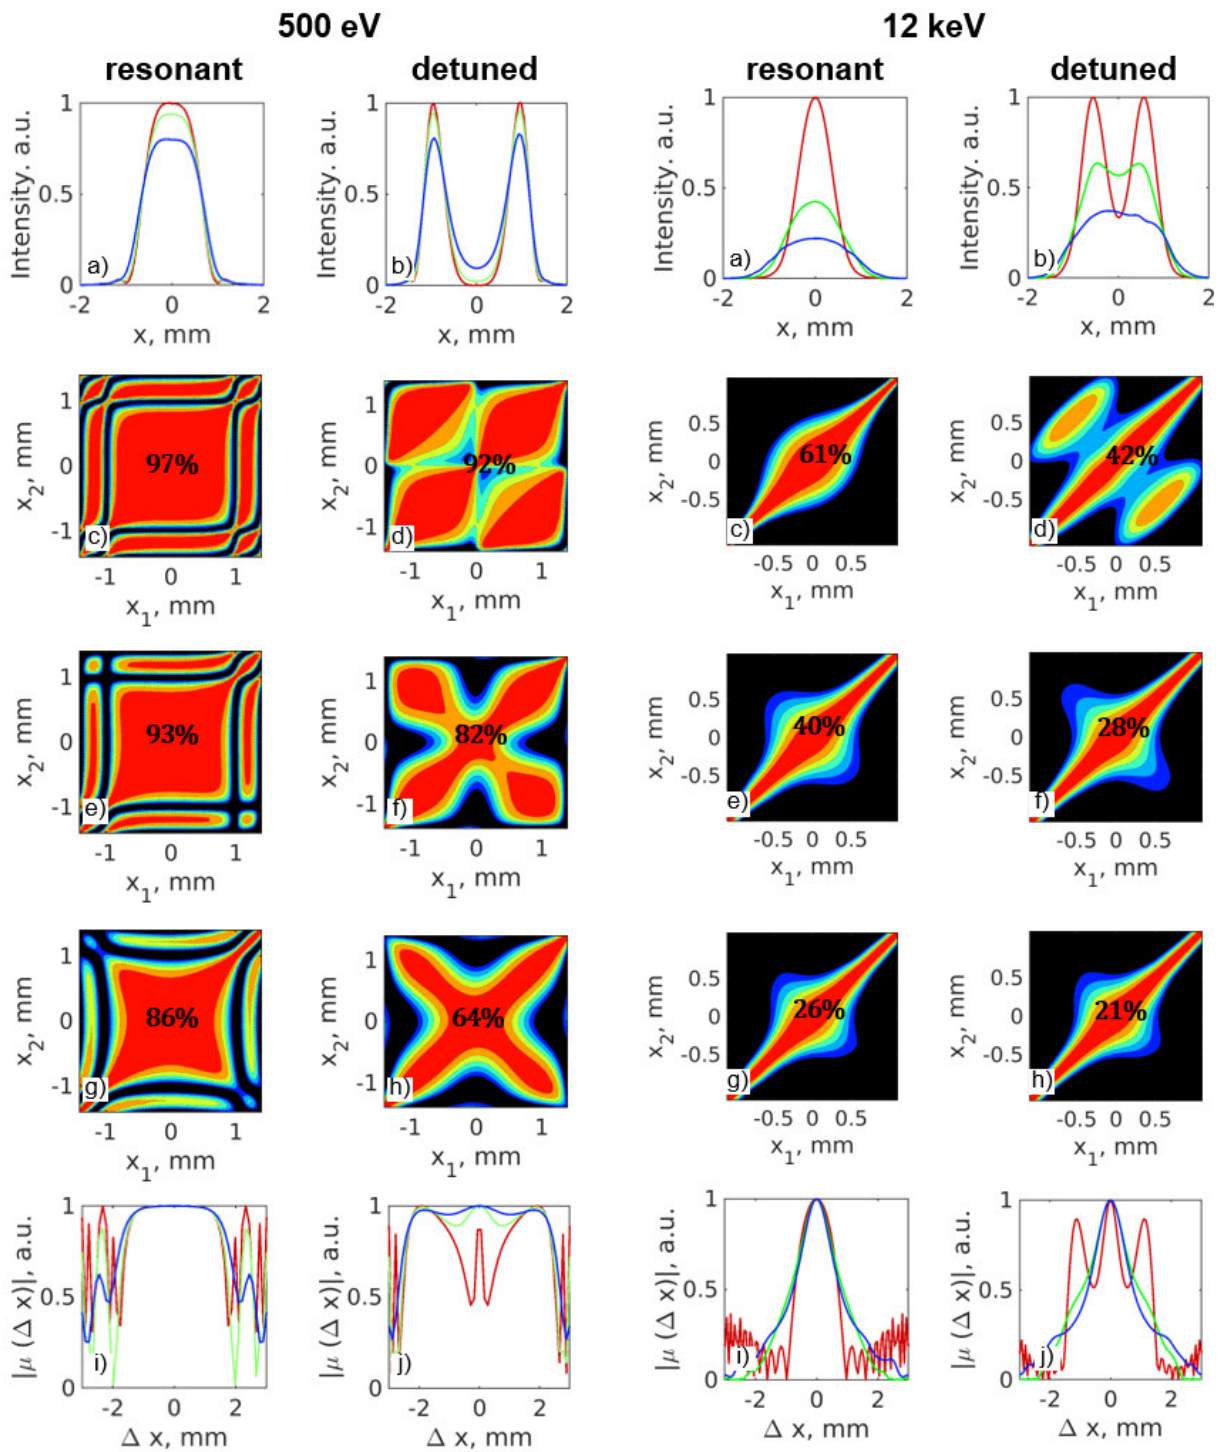 500 eV 12 keV
resonant detuned resonant detuned
Intensity. a.u. 1 0.5 0 a) -2 0 2 x, mm
Intensity. a.u. 1 0.5 0 b) -2 0 2 x, mm
Intensity. a.u. 1 0.5 0 a) -2 0 2 x, mm
Intensity. a.u. 1 0.5 0 b) -2 0 2 x, mm
x2, mm 1 0 -1 97% c) -1 0 1 x1, mm
x2, mm 1 0 -1 92% d) -1 0 1 x1, mm
x2, mm 0.5 0 -0.5 61% c) -0.5 0 0.5 x1, mm
x2, mm 0.5 0 -0.5 42% d) -0.5 0 0.5 x1, mm
x2, mm 1 0 -1 93% e) -1 0 1 x1, mm
x2, mm 1 0 -1 82% f) -1 0 1 x1, mm
x2, mm 0.5 0 -0.5 40% e) -0.5 0 0.5 x1, mm
x2, mm 0.5 0 -0.5 28% f) -0.5 0 0.5 x1, mm
x2, mm 1 0 -1 86% g) -1 0 1 x1, mm
x2, mm 1 0 -1 64% h) -1 0 1 x1, mm
x2, mm 0.5 0 -0.5 26% g) -0.5 0 0.5 x1, mm
x2, mm 0.5 0 -0.5 21% h) -0.5 0 0.5 x1, mm
|μ (Δ x)|, a.u. 1 0.5 0 i) -2 0 2 Δ x, mm
|μ (Δ x)|, a.u. 1 0.5 0 j) -2 0 2 Δ x, mm
|μ (Δ x)|, a.u. 1 0.5 0 i) -2 0 2 Δ x, mm
|μ (Δ x)|, a.u. 1 0.5 0 j) -2 0 2 Δ x, mm